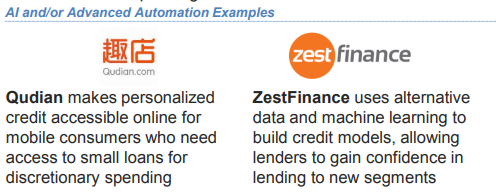 AI and/or Advanced Automation Examples
趣店
Qudian.com
zestfinance
Qudian makes personalized
credit accessible online for
mobile consumers who need
access to small loans for
discretionary spending
ZestFinance uses alternative
data and machine learning to
build credit models, allowing
lenders to gain confidence in
lending to new segments